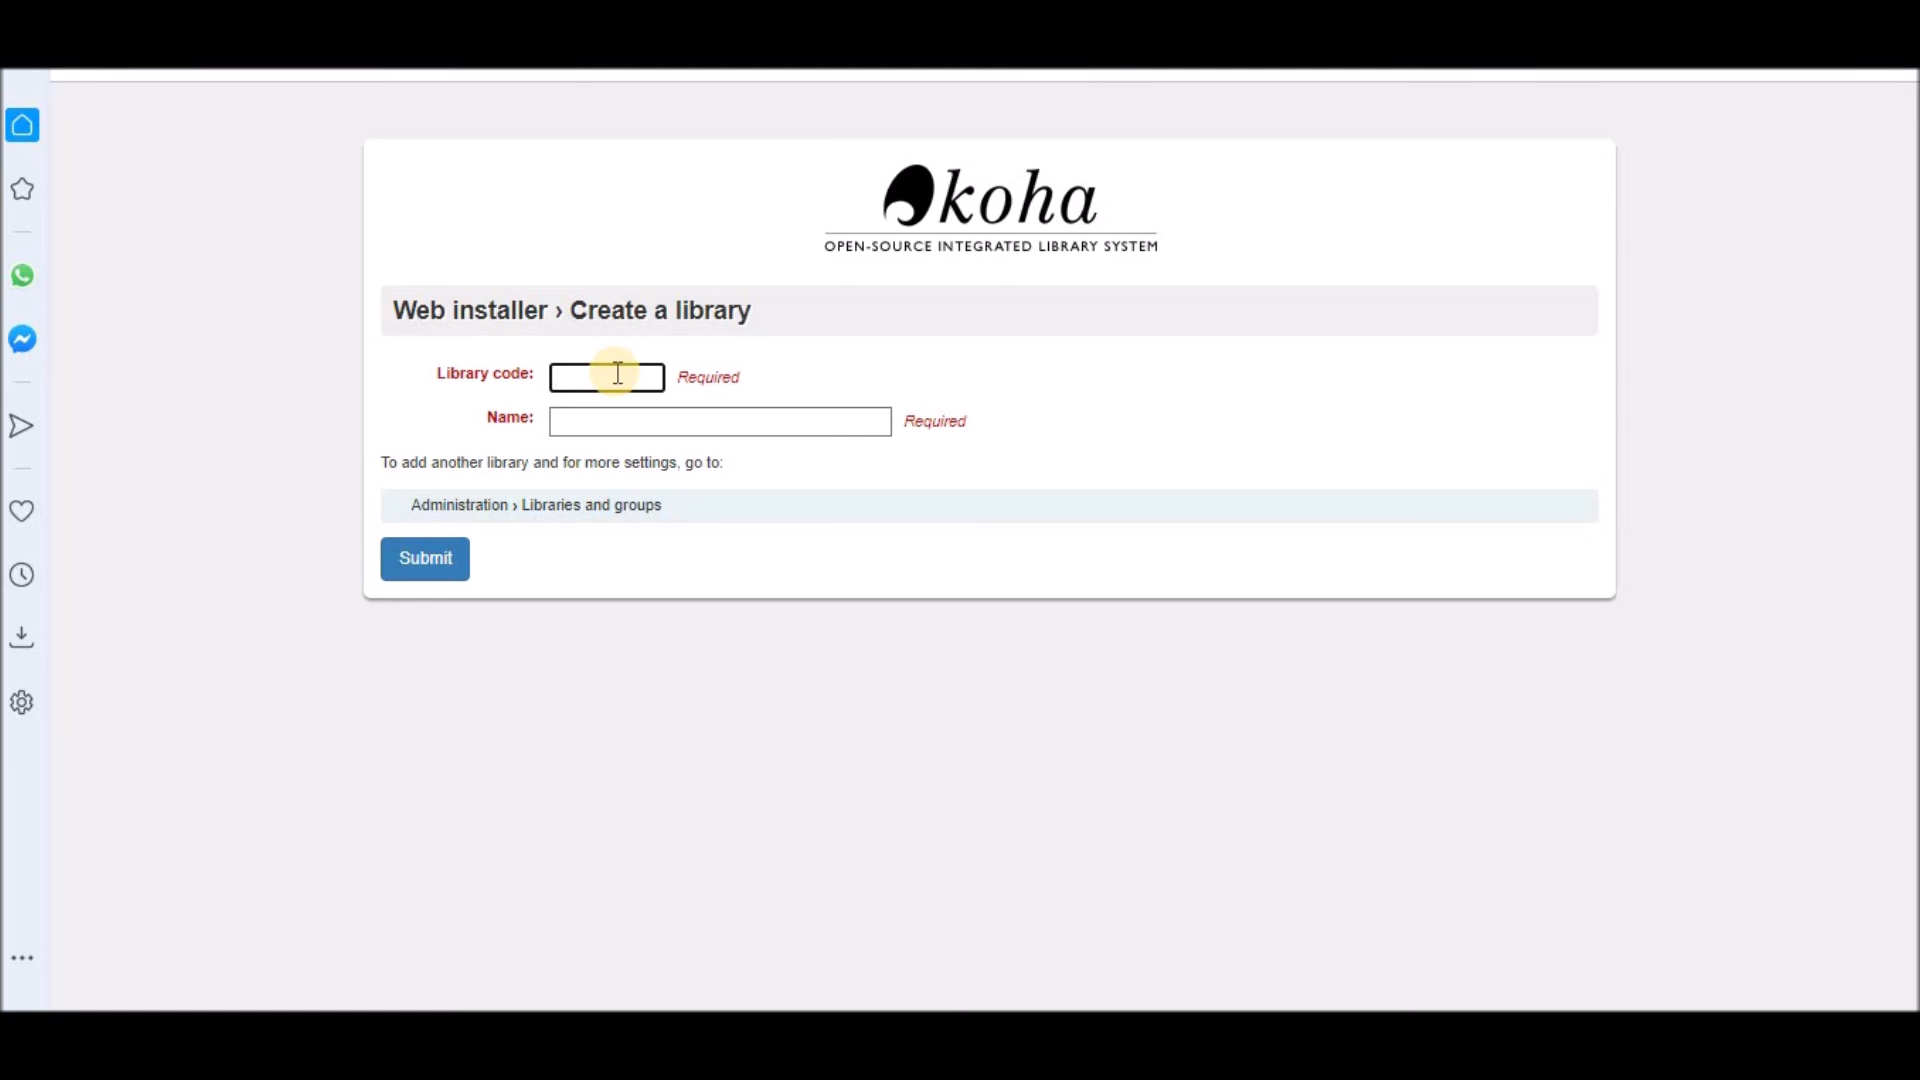 koha
OPEN-SOURCE INTEGRATED LIBRARY SYSTEM
Web installer › Create a library
Library code: Required
Name: Required
To add another library and for more settings, go to:
Administration › Libraries and groups
Submit